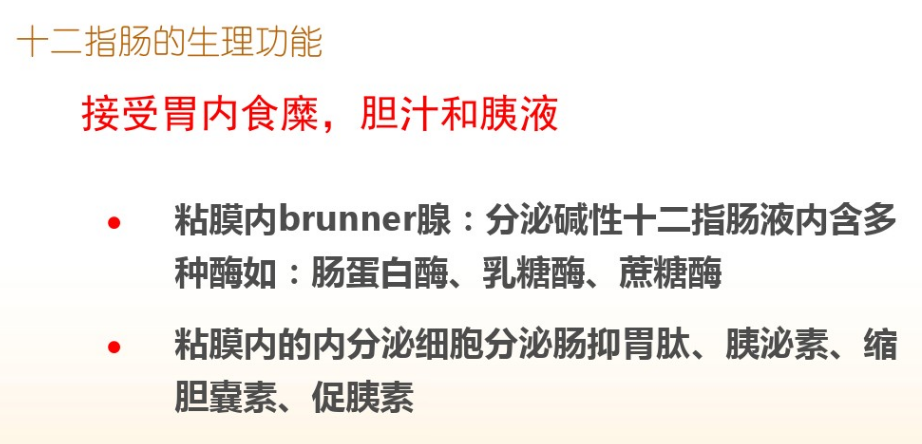 十二指肠的生理功能
接受胃内食糜，胆汁和胰液
• 粘膜内brunner腺：分泌碱性十二指肠液内含多
种酶如：肠蛋白酶、乳糖酶、蔗糖酶
• 粘膜内的内分泌细胞分泌肠抑胃肽、胰泌素、缩
胆囊素、促胰素